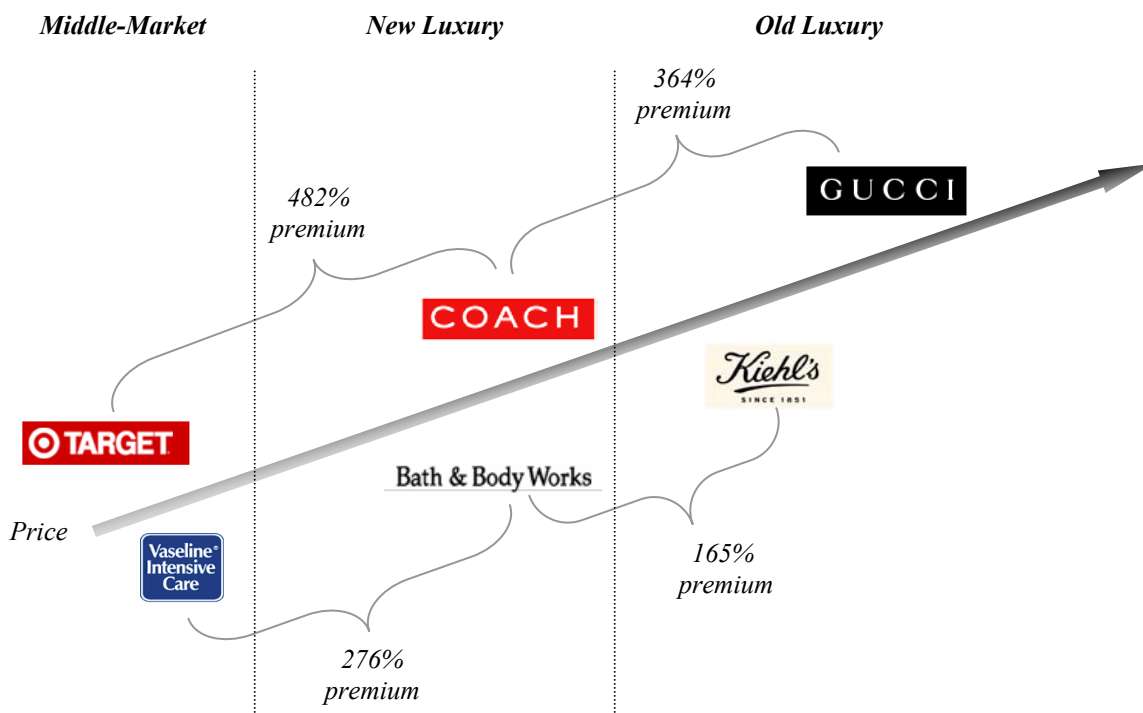 Middle-Market
New Luxury
Old Luxury
364%
premium
GUCCI
482%
premium
COACH
Kiehl's
SINCE 1851
TARGET
Bath & Body Works
Price
Vaseline®
Intensive
Care
165%
premium
276%
premium